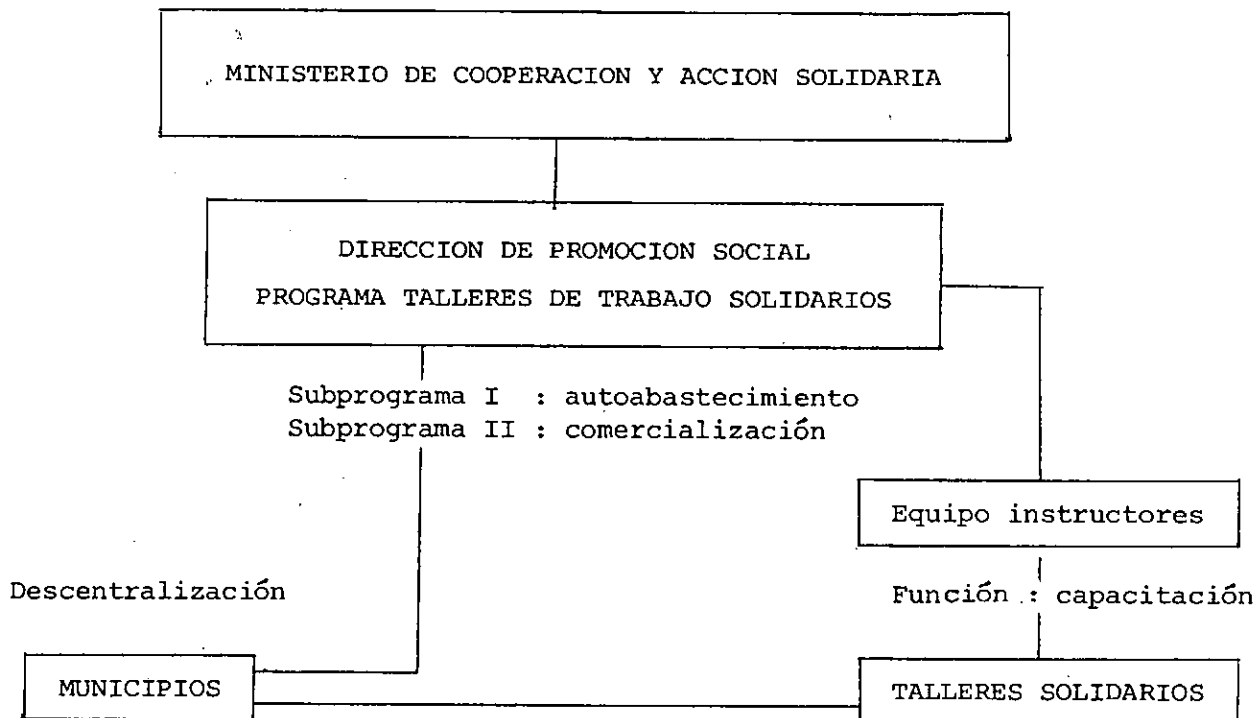 MINISTERIO DE COOPERACION Y ACCION SOLIDARIA
DIRECCION DE PROMOCION SOCIAL
PROGRAMA TALLERES DE TRABAJO SOLIDARIOS
Subprograma I : autoabastecimiento
Subprograma II : comercialización
Equipo instructores
Descentralización
Función : capacitación
MUNICIPIOS
TALLERES SOLIDARIOS